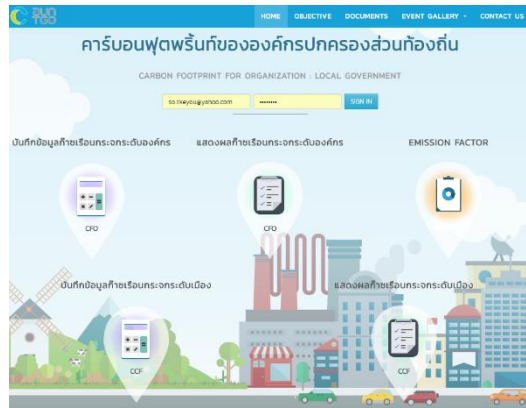 HOME OBJECTIVE DOCUMENTS EVENT GALLERY CONTACT US
คาร์บอนฟุตพริ้นท์ขององค์กรปกครองส่วนท้องถิ่น
CARBON FOOTPRINT FOR ORGANIZATION : LOCAL GOVERNMENT
SIGN IN
บันทึกข้อมูลก๊าซเรือนกระจกระดับองค์กร แสดงผลก๊าซเรือนกระจกระดับองค์กร EMISSION FACTOR
CFO CFO
บันทึกข้อมูลก๊าซเรือนกระจกระดับเมือง แสดงผลก๊าซเรือนกระจกระดับเมือง
CCF CCF